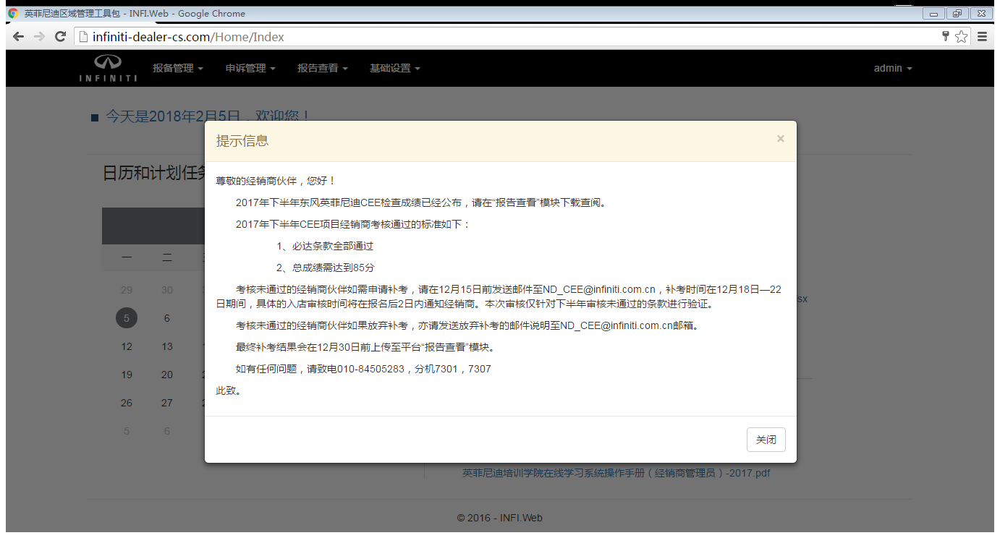 英菲尼迪区域管理工具包 - INFI.Web - Google Chrome
infiniti-dealer-cs.com/Home/Index
INFINITI 报备管理 申诉管理 报告查看 基础设置 admin
今天是2018年2月5日，欢迎您！
提示信息 ×
日历和计划任务
尊敬的经销商伙伴，您好！
2017年下半年东风英菲尼迪CEE检查成绩已经公布，请在“报告查看”模块下载查阅。
2017年下半年CEE项目经销商考核通过的标准如下：
1、必达条款全部通过
2、总成绩需达到85分
一 二
29 30
考核未通过的经销商伙伴如需申请补考，请在12月15日前发送邮件至ND_CEE@infiniti.com.cn，补考时间在12月18日—22
日期间，具体的入店审核时间将在报名后2日内通知经销商。本次审核仅针对下半年审核未通过的条款进行验证。
sx
5 6
考核未通过的经销商伙伴如果放弃补考，亦请发送放弃补考的邮件说明至ND_CEE@infiniti.com.cn邮箱。
12 13
最终补考结果会在12月30日前上传至平台“报告查看”模块。
19 20
如有任何问题，请致电010-84505283，分机7301，7307
此致。
26 27
5 6
关闭
英菲尼迪培训学院在线学习系统操作手册（经销商管理员）-2017.pdf
© 2016 - INFI.Web